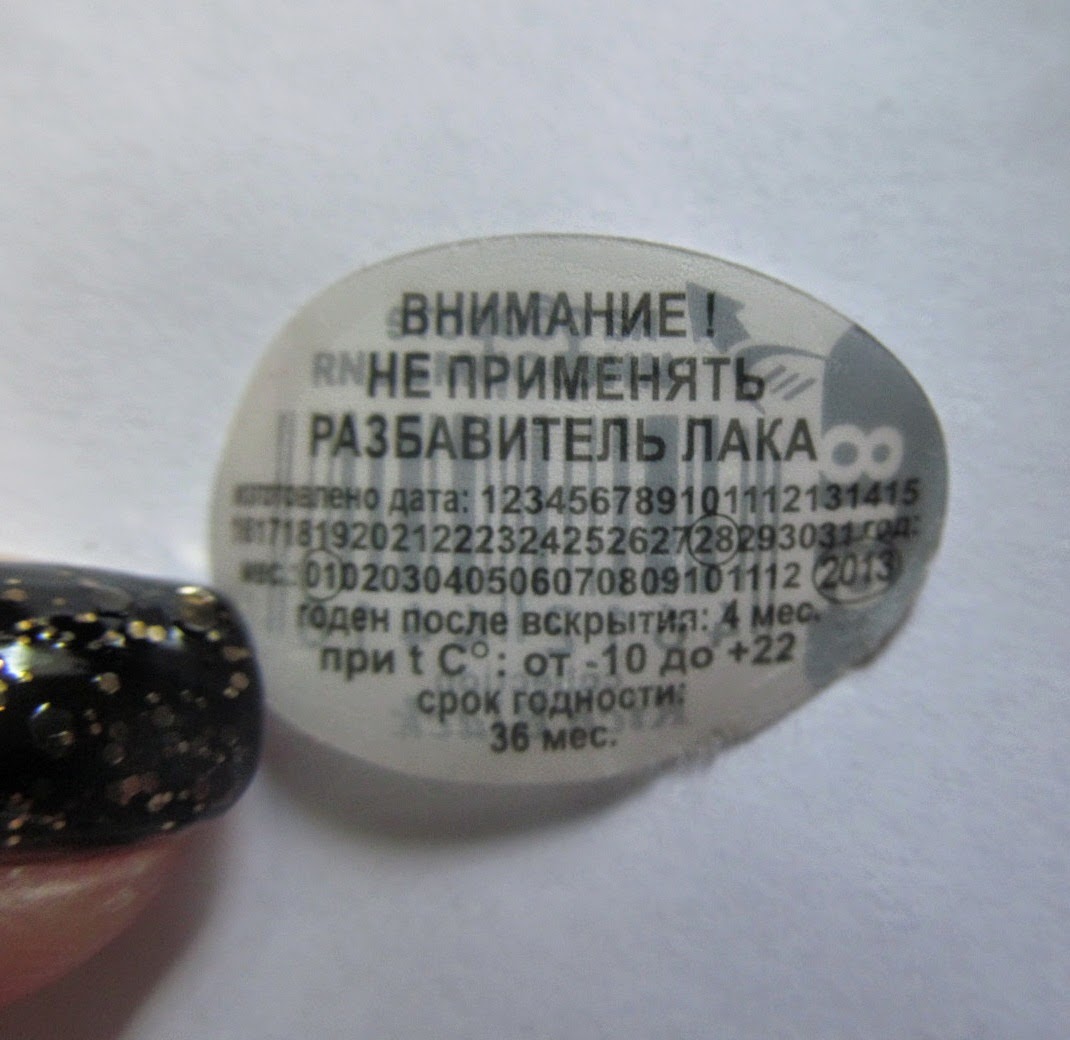 ВНИМАНИЕ !
НЕ ПРИМЕНЯТЬ
РАЗБАВИТЕЛЬ ЛАКА
изготовлено дата: 123456789101112131415
16171819202122232425262728293031 год:
мес.: 010203040506070809101112 2013
годен после вскрытия: 4 мес.
при t C° : от -10 до +22
срок годности:
36 мес.
8